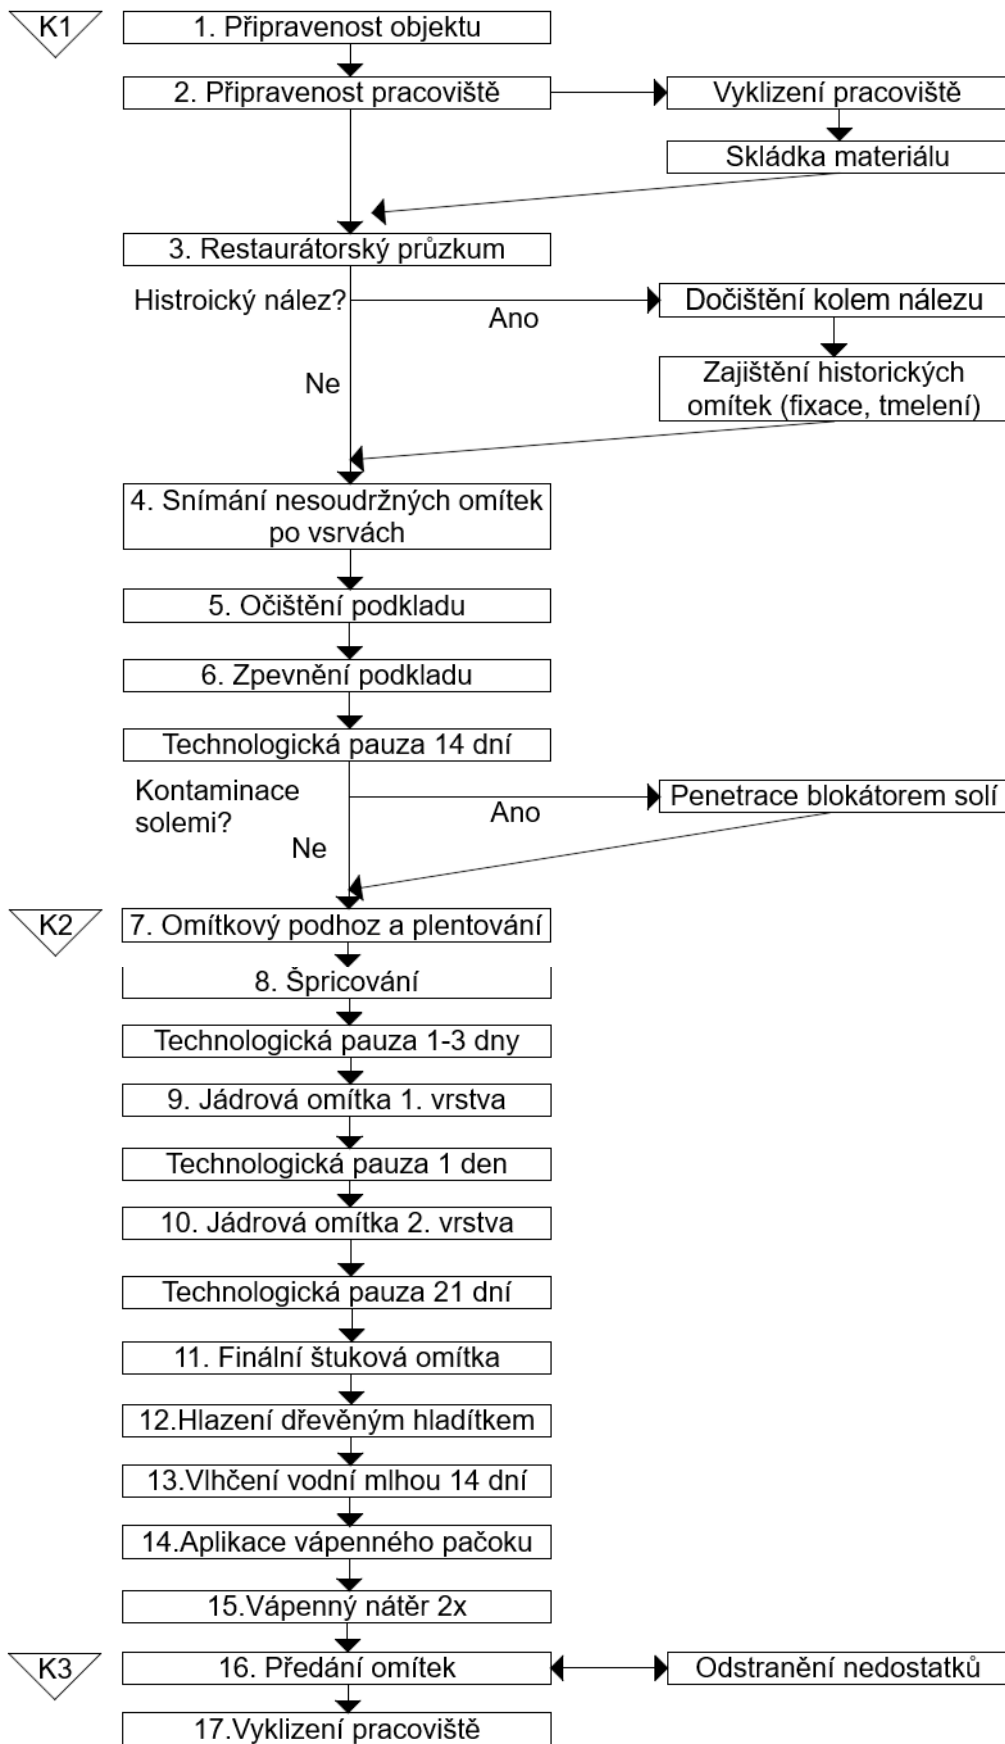 K1
1. Připravenost objektu
2. Připravenost pracoviště
Vyklizení pracoviště
Skládka materiálu
3. Restaurátorský průzkum
Histroický nález?
Ano
Dočištění kolem nálezu
Ne
Zajištění historických
omítek (fixace, tmelení)
4. Snímání nesoudržných omítek
po vsrvách
5. Očištění podkladu
6. Zpevnění podkladu
Technologická pauza 14 dní
Kontaminace
solemi?
Ano
Penetrace blokátorem solí
Ne
K2
7. Omítkový podhoz a plentování
8. Špricování
Technologická pauza 1-3 dny
9. Jádrová omítka 1. vrstva
Technologická pauza 1 den
10. Jádrová omítka 2. vrstva
Technologická pauza 21 dní
11. Finální štuková omítka
12.Hlazení dřevěným hladítkem
13.Vlhčení vodní mlhou 14 dní
14.Aplikace vápenného pačoku
15.Vápenný nátěr 2x
K3
16. Předání omítek
Odstranění nedostatků
17.Vyklizení pracoviště